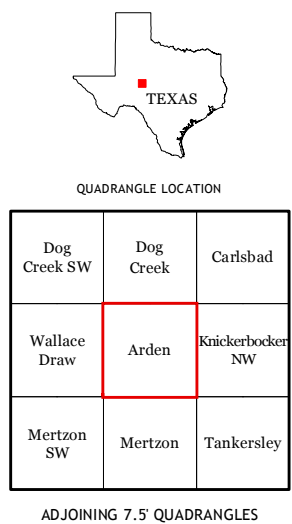 TEXAS
QUADRANGLE LOCATION
Dog
Creek SW
Dog
Creek
Carlsbad
Wallace
Draw
Arden
Knickerbocker
NW
Mertzon
SW
Mertzon
Tankersley
ADJOINING 7.5' QUADRANGLES